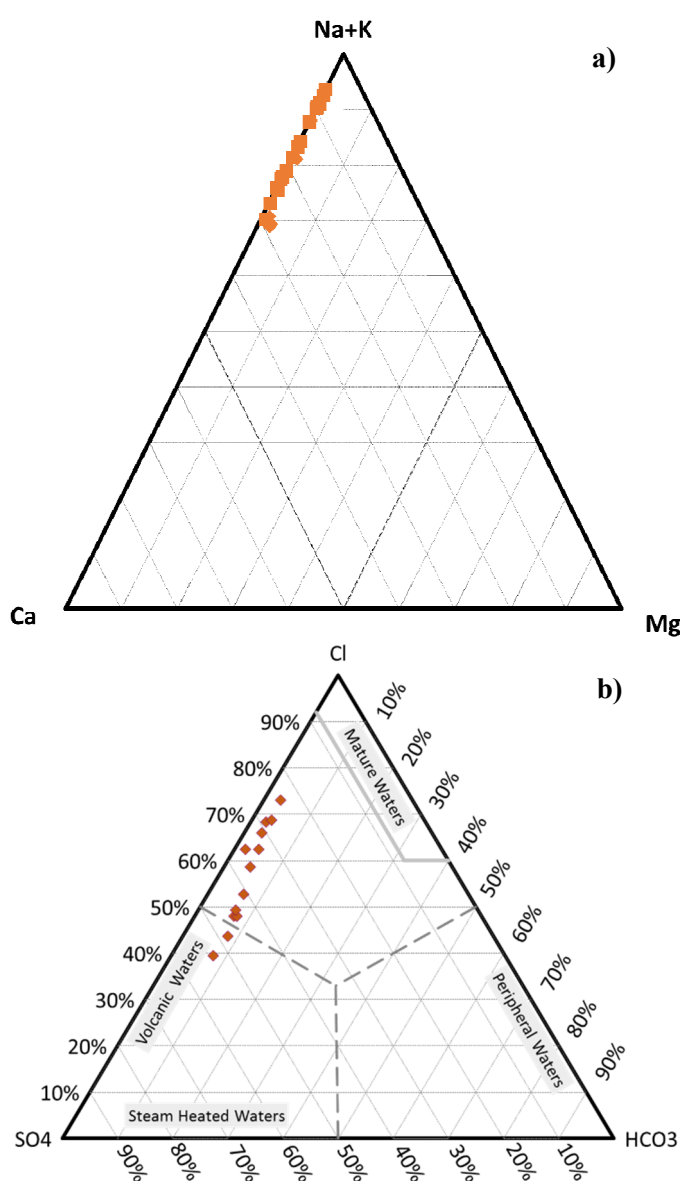 Na+K
a)
Ca
Mg
Cl
b)
10%
90%
20%
Mature Waters
80%
30%
70%
40%
60%
50%
50%
60%
40%
Volcanic Waters
70%
30%
Peripheral Waters
80%
20%
90%
10%
Steam Heated Waters
SO4
HCO3
90%
80%
70%
60%
50%
40%
30%
20%
10%